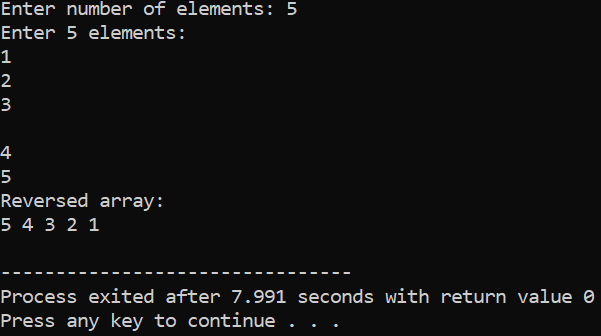 Enter number of elements: 5
Enter 5 elements:
1
2
3
4
5
Reversed array:
5 4 3 2 1
--------------------------------
Process exited after 7.991 seconds with return value 0
Press any key to continue . . .